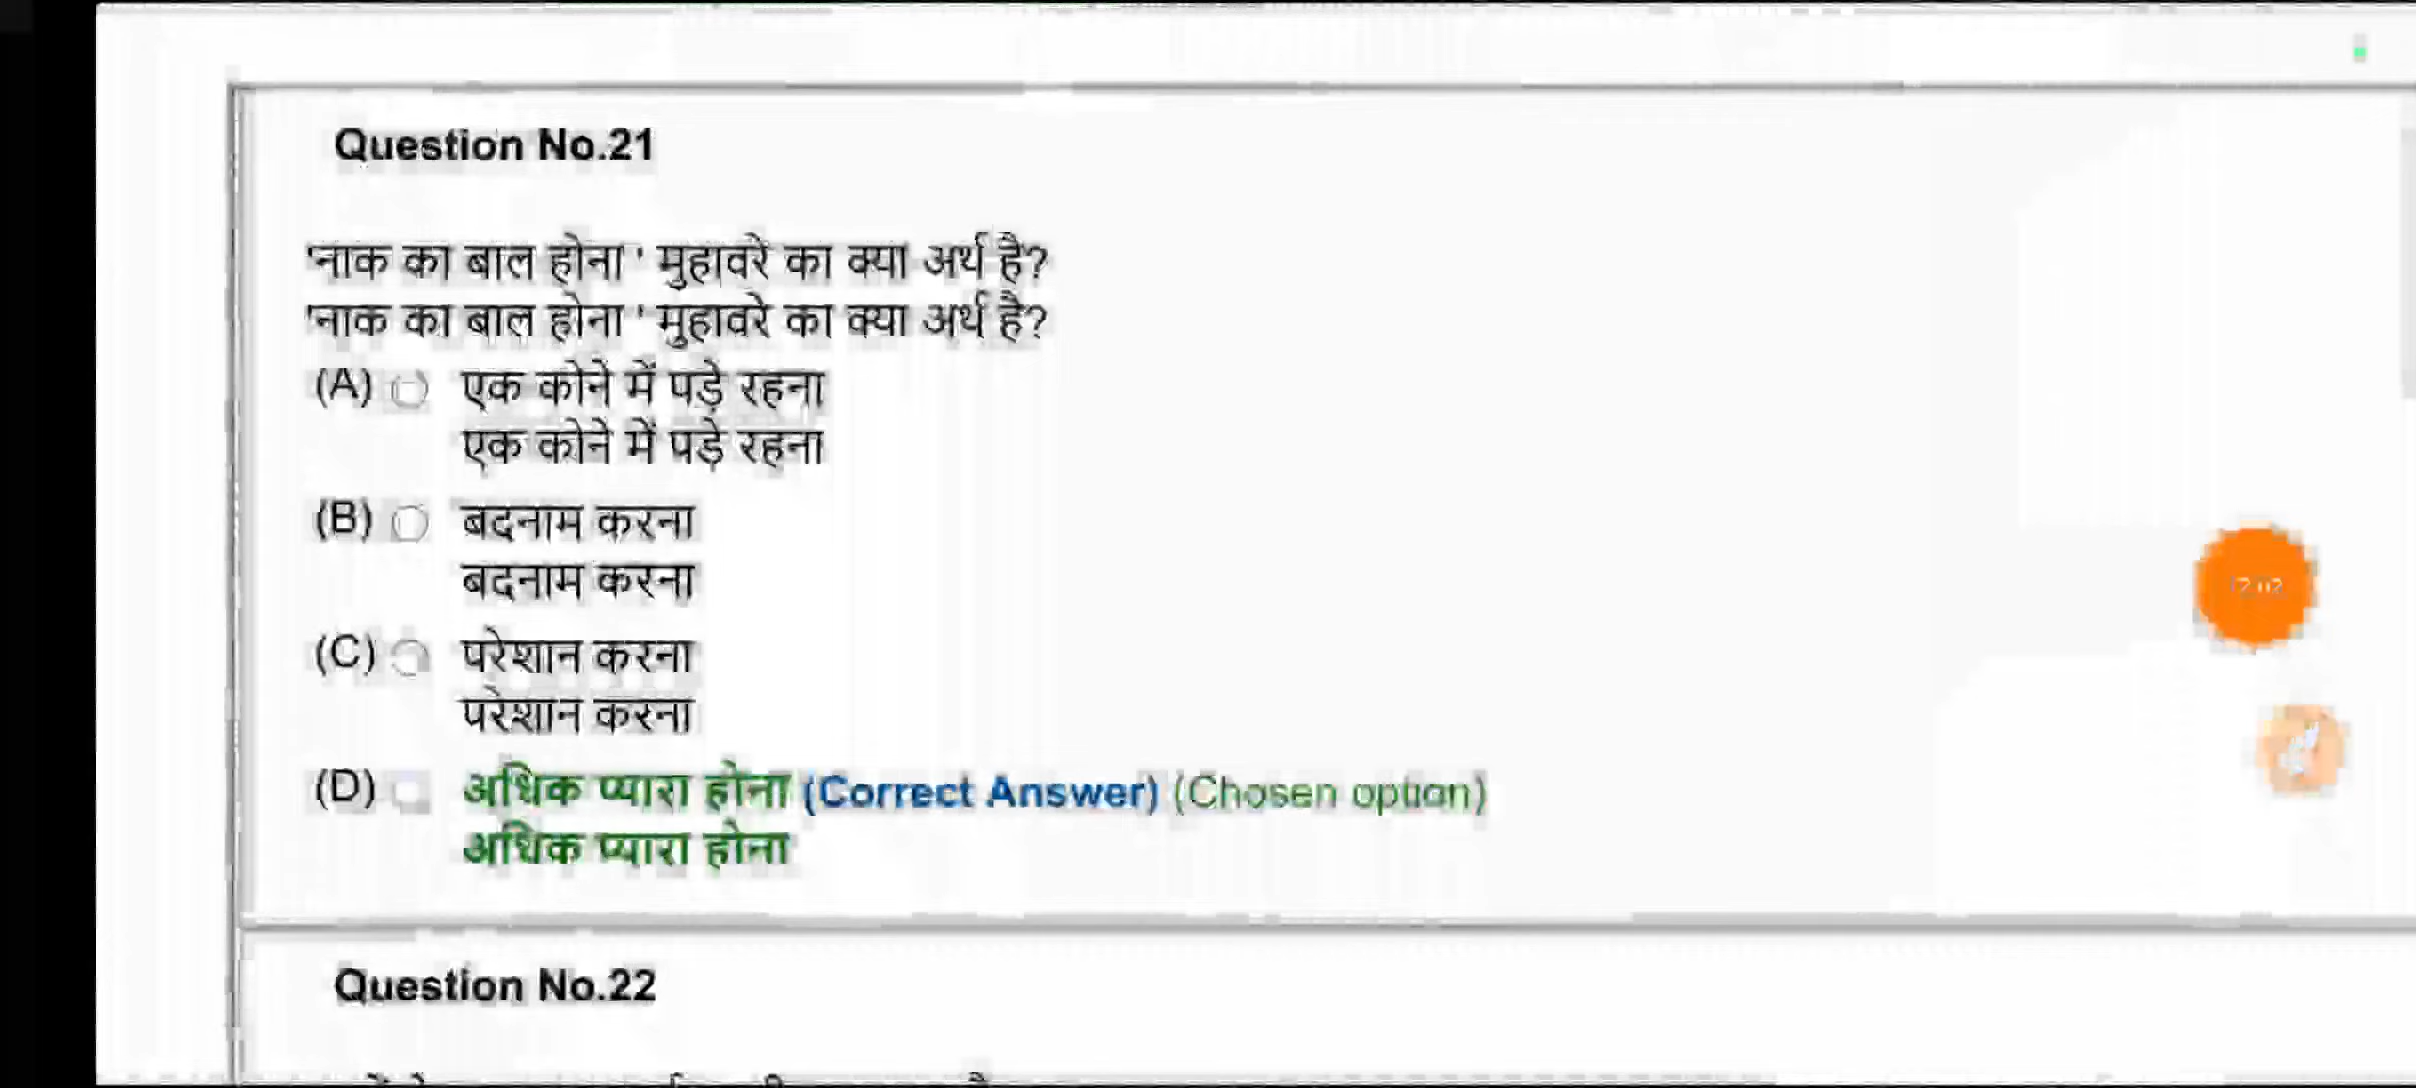 Question No.21
'नाक का बाल होना ' मुहावरे का क्या अर्थ है?
'नाक का बाल होना ' मुहावरे का क्या अर्थ है?
(A) एक कोने में पड़े रहना
एक कोने में पड़े रहना
(B) बदनाम करना
बदनाम करना
(C) परेशान करना
परेशान करना
(D) अधिक प्यारा होना (Correct Answer) (Chosen option)
अधिक प्यारा होना
Question No.22